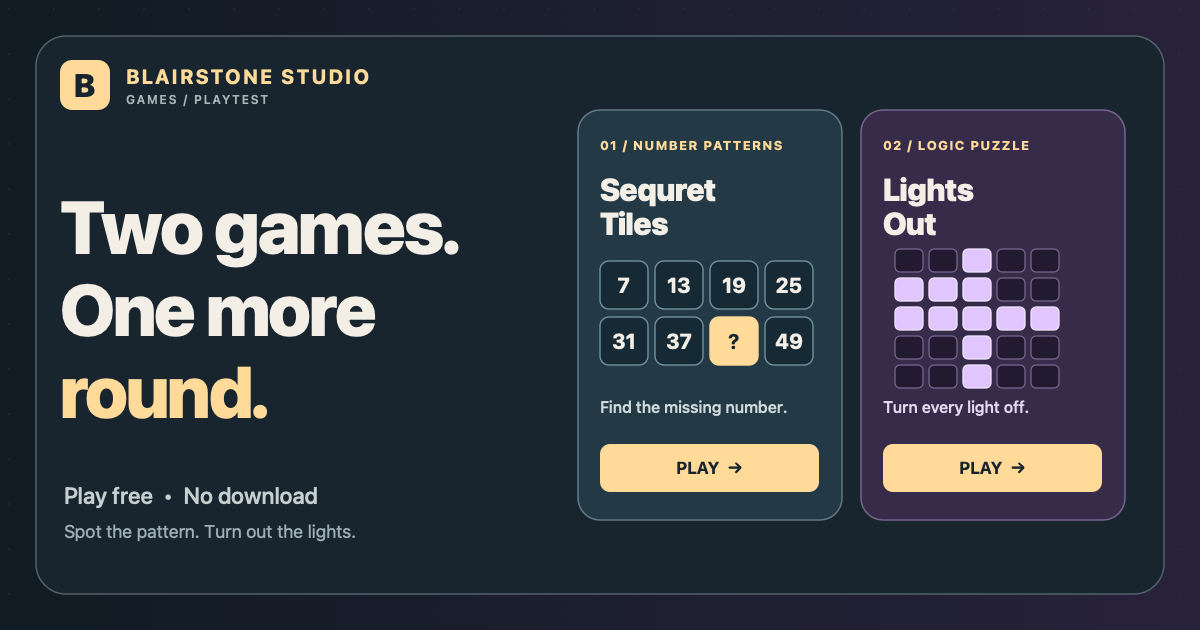 B
BLAIRSTONE STUDIO
GAMES / PLAYTEST
Two games.
One more
round.
Play free • No download
Spot the pattern. Turn out the lights.
01 / NUMBER PATTERNS
Sequret
Tiles
7 13 19 25
31 37 ? 49
Find the missing number.
PLAY →
02 / LOGIC PUZZLE
Lights
Out
Turn every light off.
PLAY →